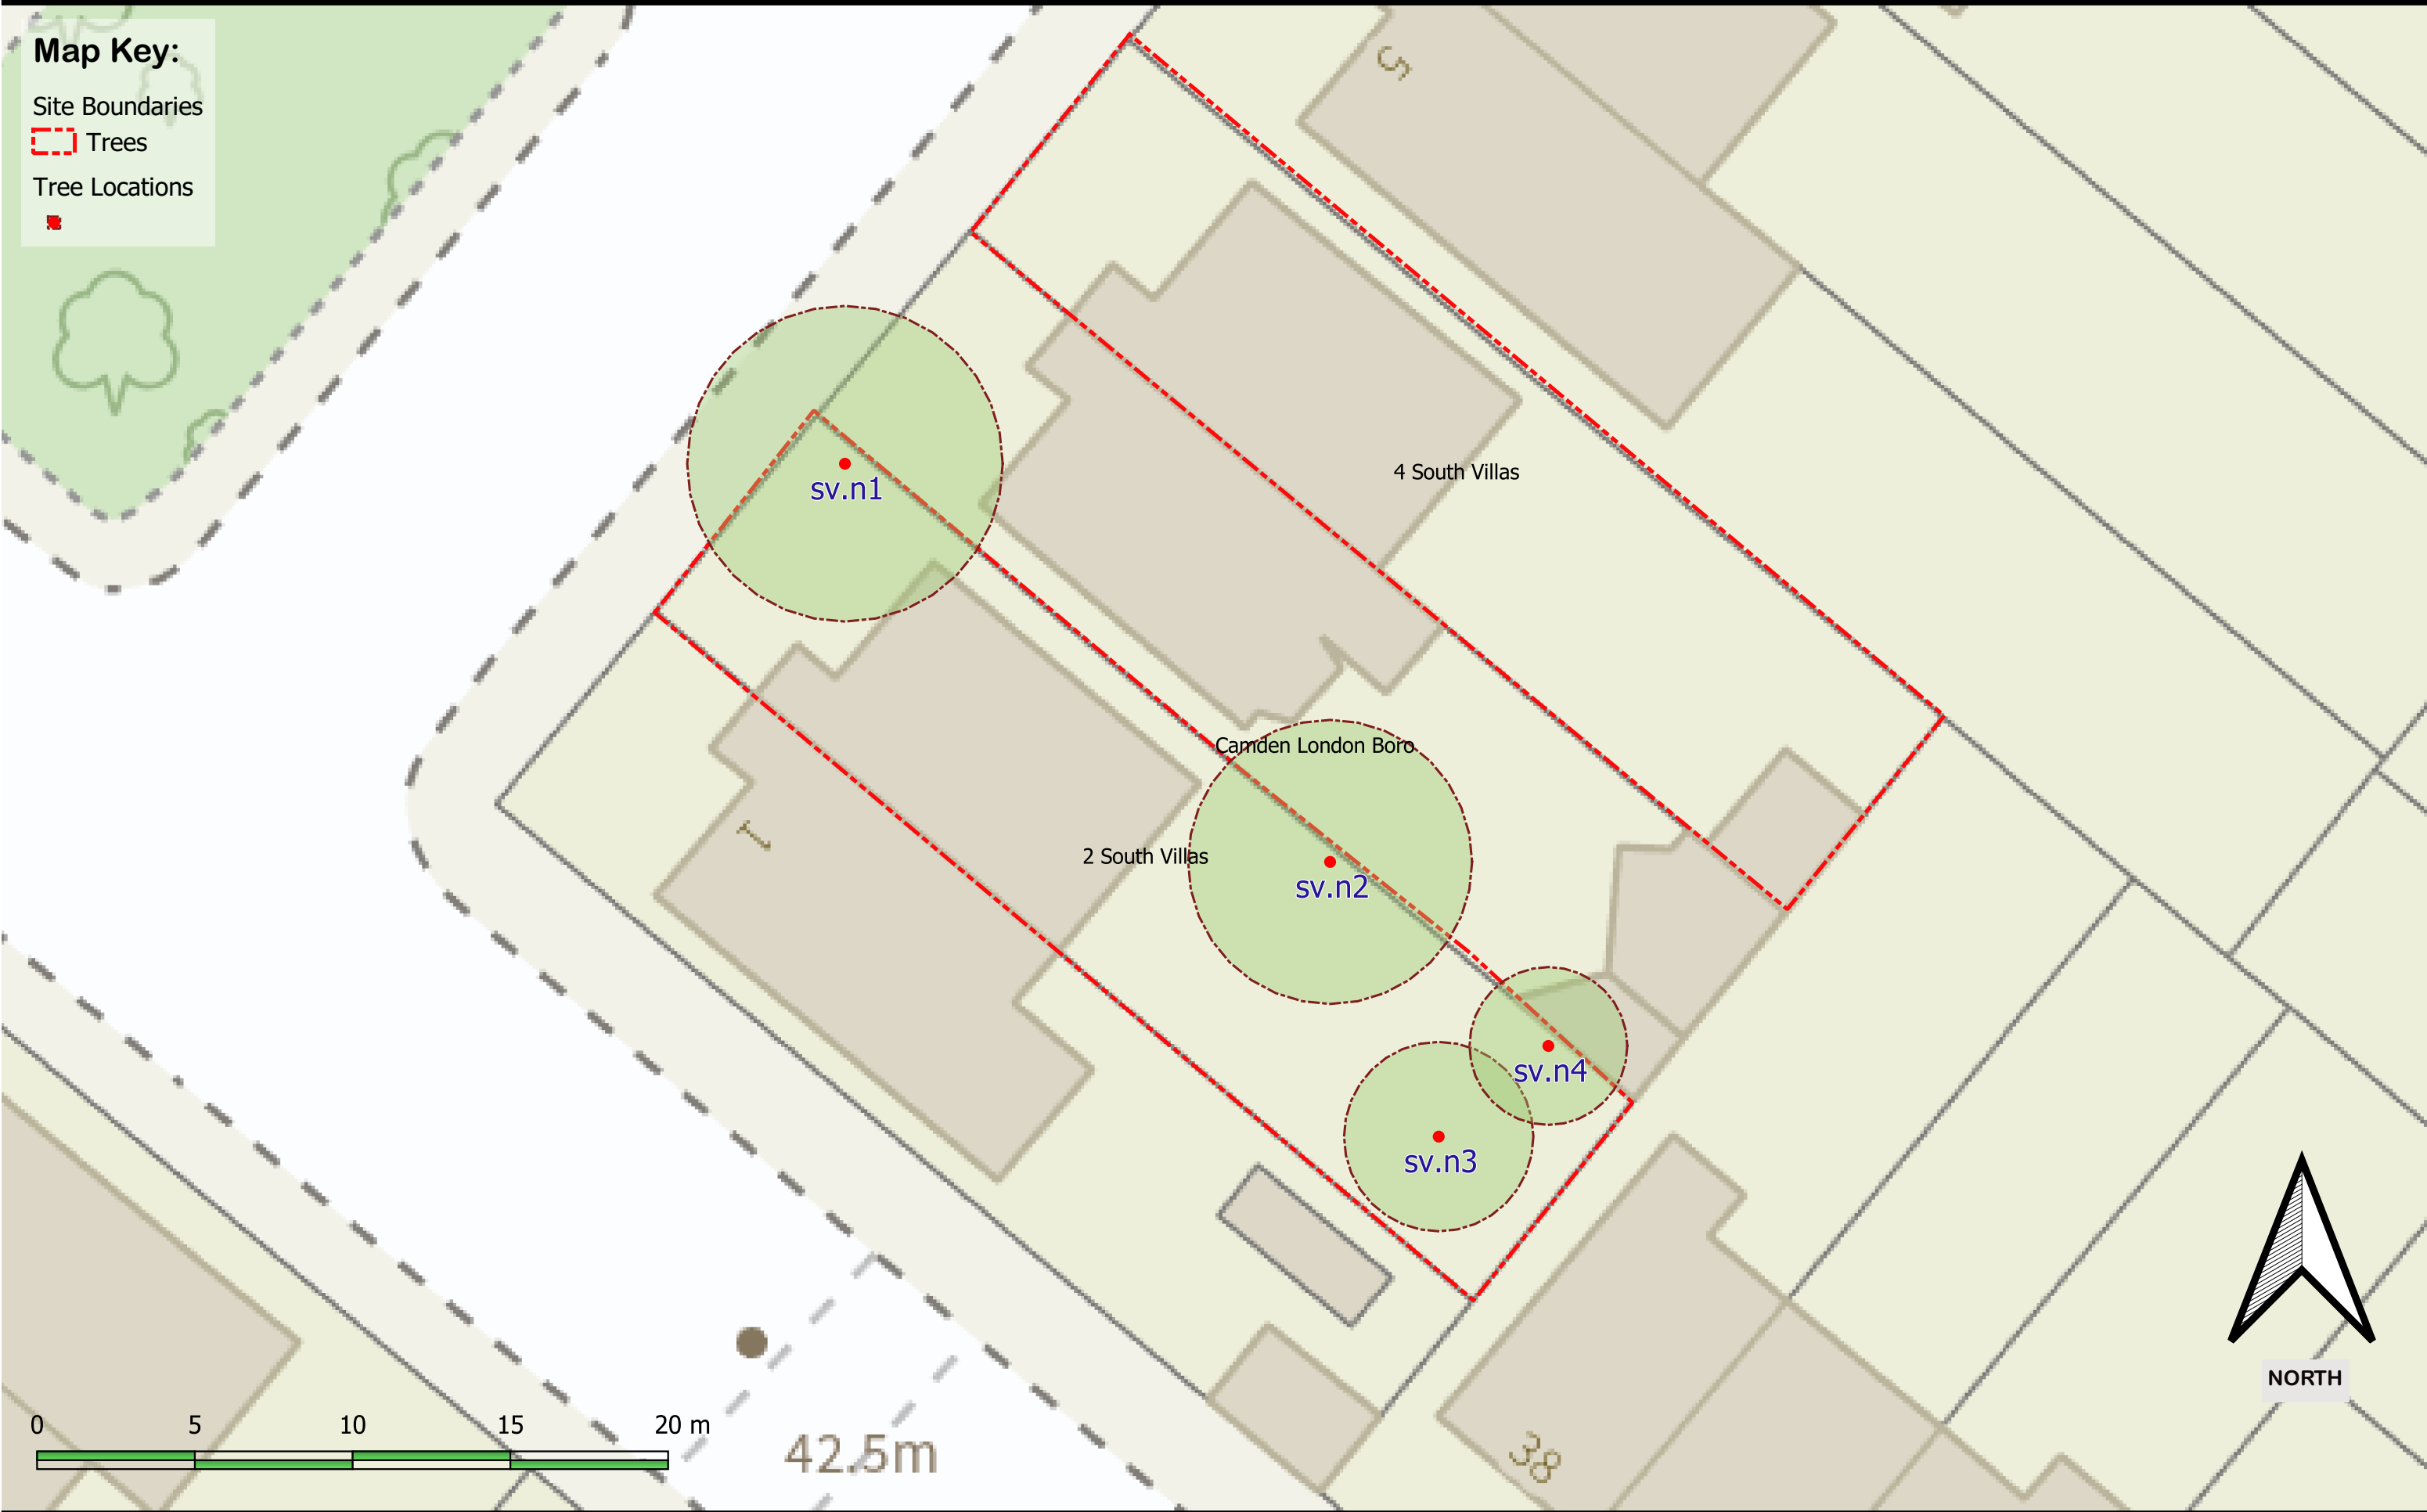 Map Key:
Site Boundaries
Trees
Tree Locations
5
4 South Villas
sv.n1
Camden London Boro
1
2 South Villas
sv.n2
sv.n4
sv.n3
NORTH
0 5 10 15 20 m
42.5m
38